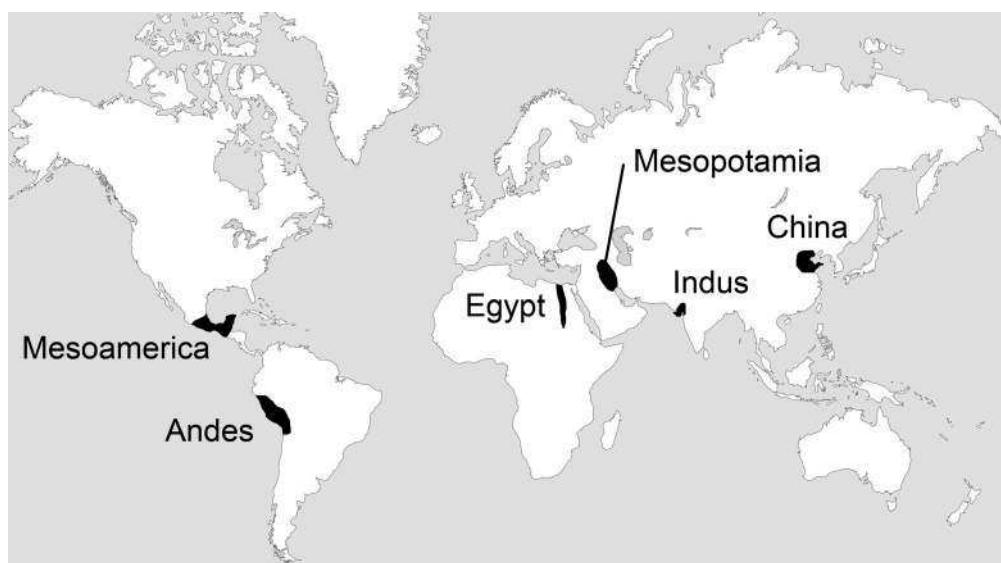 Mesopotamia
China
Indus
Egypt
Mesoamerica
Andes